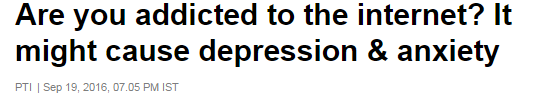 Are you addicted to the internet? It
might cause depression & anxiety
PTI | Sep 19, 2016, 07.05 PM IST